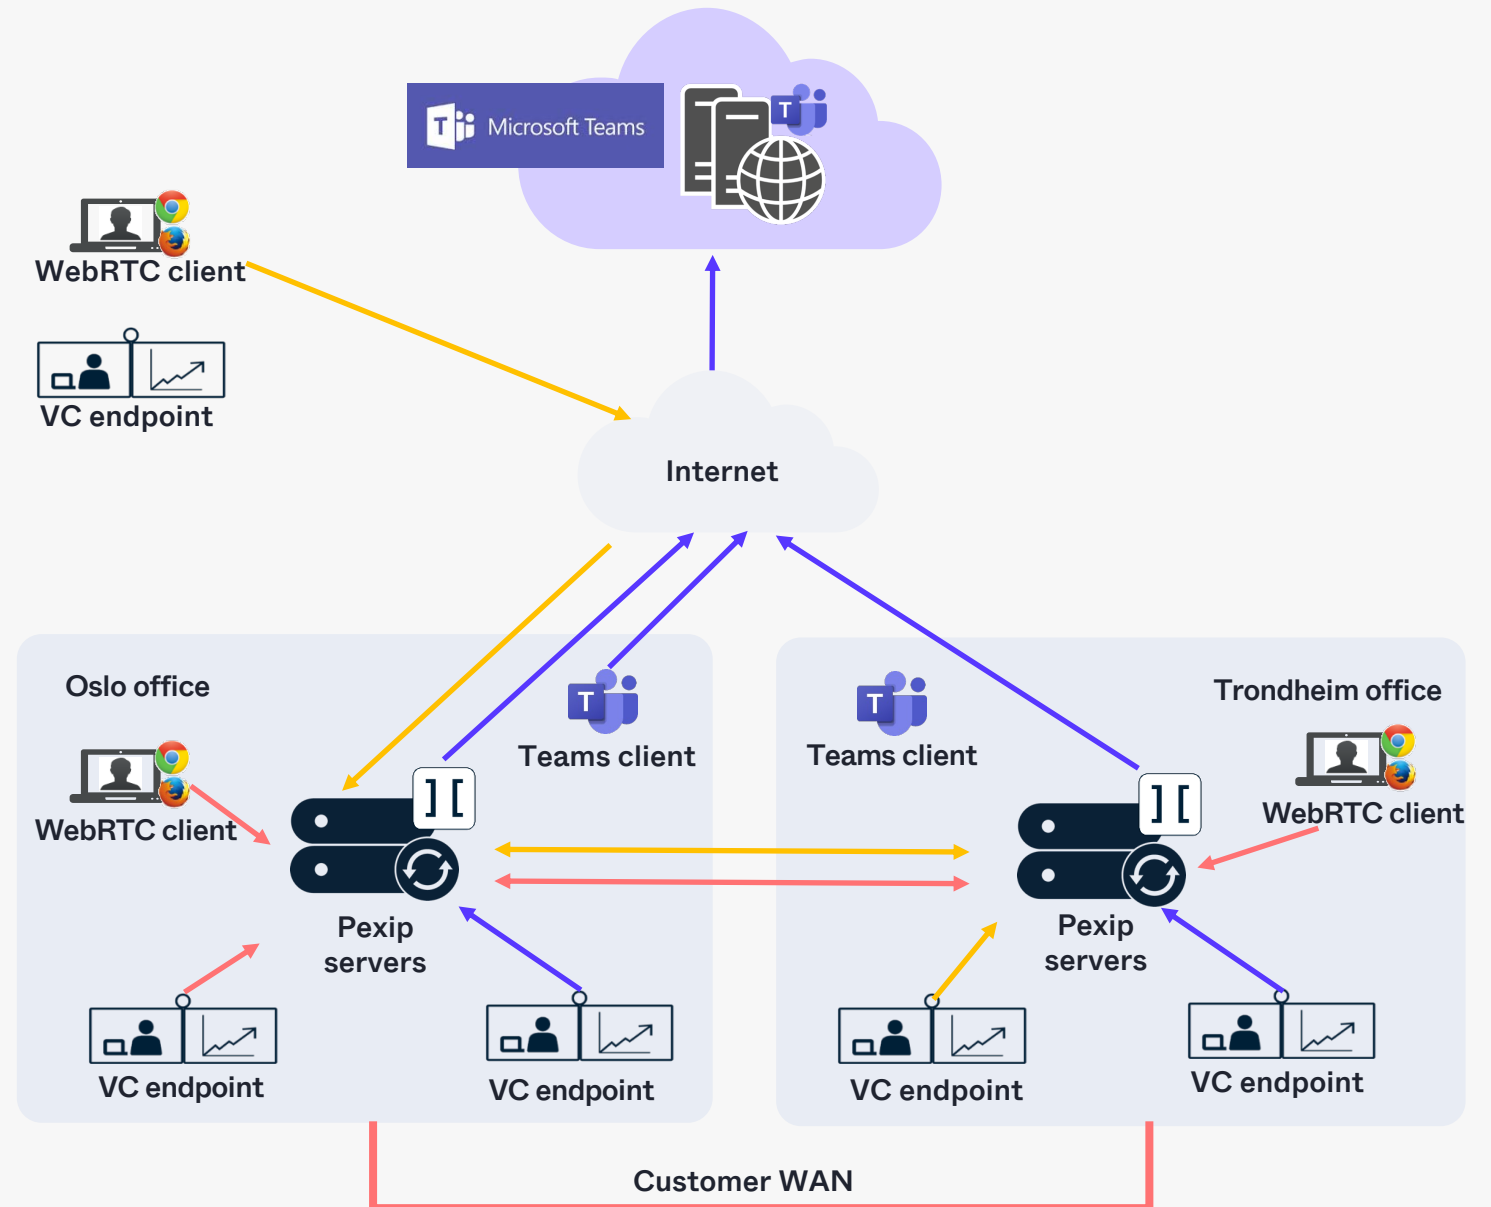 T Microsoft Teams
T
WebRTC client
VC endpoint
Internet
Oslo office
Trondheim office
T
Teams client
T
Teams client
WebRTC client
WebRTC client
][
][
Pexip
servers
Pexip
servers
VC endpoint
VC endpoint
VC endpoint
VC endpoint
Customer WAN